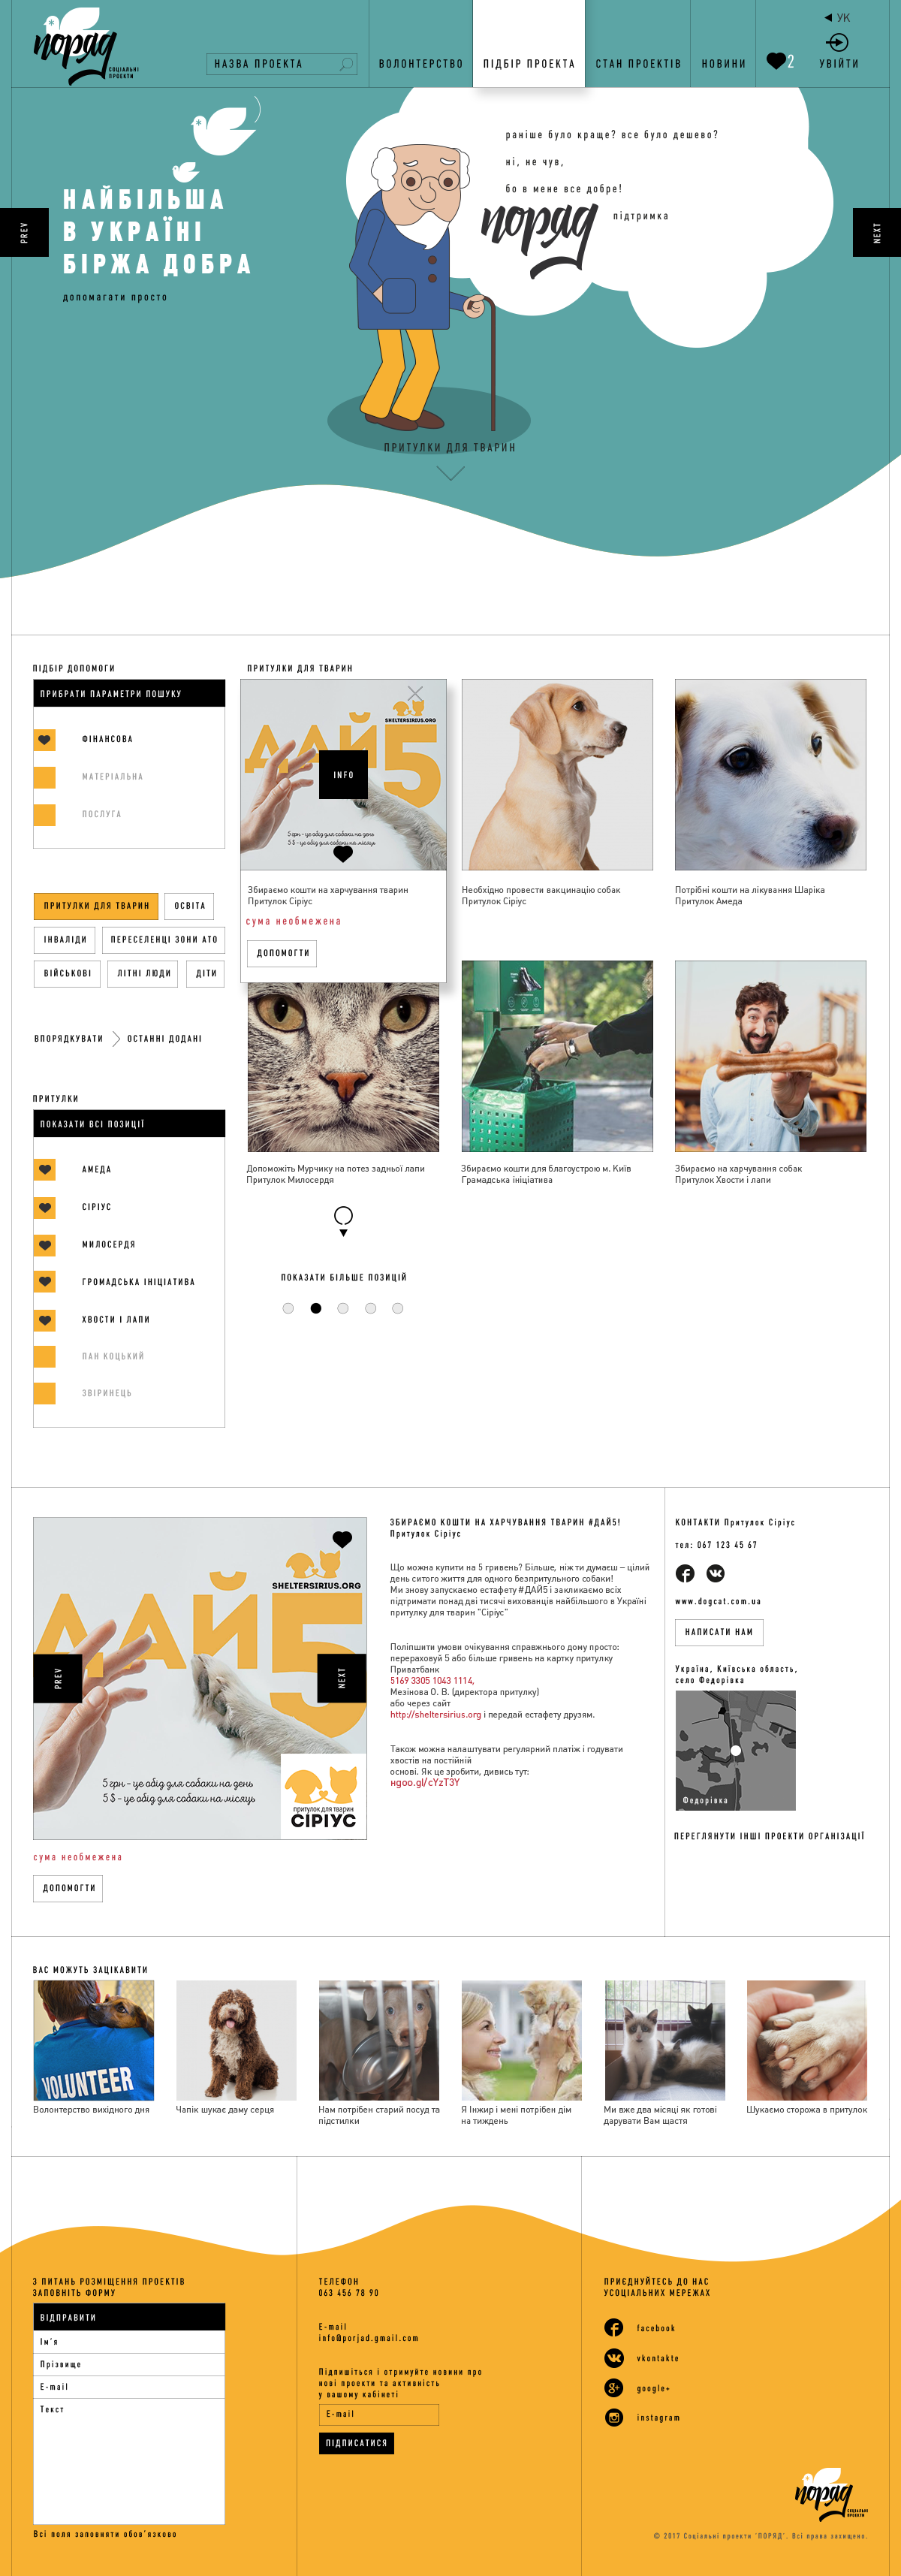 поряд
СОЦІАЛЬНІ
ПРОЕКТИ
НАЗВА ПРОЕКТА
ВОЛОНТЕРСТВО
ПІДБІР ПРОЕКТА
СТАН ПРОЕКТІВ
НОВИНИ
2
УК
УВІЙТИ
раніше було краще? все було дешево?
ні, не чув,
бо в мене все добре!
поряд підтримка
НАЙБІЛЬША
В УКРАЇНІ
БІРЖА ДОБРА
допомагати просто
PREV
NEXT
ПРИТУЛКИ ДЛЯ ТВАРИН
ПІДБІР ДОПОМОГИ
ПРИБРАТИ ПАРАМЕТРИ ПОШУКУ
ФІНАНСОВА
МАТЕРІАЛЬНА
ПОСЛУГА
ПРИТУЛКИ ДЛЯ ТВАРИН
ОСВІТА
ІНВАЛІДИ
ПЕРЕСЕЛЕНЦІ ЗОНИ АТО
ВІЙСЬКОВІ
ЛІТНІ ЛЮДИ
ДІТИ
ВПОРЯДКУВАТИ
ОСТАННІ ДОДАНІ
ПРИТУЛКИ
ПОКАЗАТИ ВСІ ПОЗИЦІЇ
АМЕДА
СІРІУС
МИЛОСЕРДЯ
ГРОМАДСЬКА ІНІЦІАТИВА
ХВОСТИ І ЛАПИ
ПАН КОЦЬКИЙ
ЗВІРИНЕЦЬ
ПРИТУЛКИ ДЛЯ ТВАРИН
SHELTERSIRIUS.ORG
ДАЙ5
INFO
5 грн - це обід для собаки на день
5 $ - це обід для собаки на місяць
Збираємо кошти на харчування тварин
Притулок Сіріус
сума необмежена
ДОПОМОГТИ
Необхідно провести вакцинацію собак
Притулок Сіріус
Потрібні кошти на лікування Шаріка
Притулок Амеда
Допоможіть Мурчику на потез задньої лапи
Притулок Милосердя
Збираємо кошти для благоустрою м. Київ
Грамадська ініціатива
Збираємо на харчування собак
Притулок Хвости і лапи
ПОКАЗАТИ БІЛЬШЕ ПОЗИЦІЙ
SHELTERSIRIUS.ORG
ДАЙ5
PREV
NEXT
5 грн - це обід для собаки на день
5 $ - це обід для собаки на місяць
притулок для тварин
СІРІУС
сума необмежена
ДОПОМОГТИ
ЗБИРАЄМО КОШТИ НА ХАРЧУВАННЯ ТВАРИН #ДАЙ5!
Притулок Сіріус
Що можна купити на 5 гривень? Більше, ніж ти думаєш – цілий
день ситого життя для одного безпритульного собаки!
Ми знову запускаємо естафету #ДАЙ5 і закликаємо всіх
підтримати понад дві тисячі вихованців найбільшого в Україні
притулку для тварин "Сіріус"
Поліпшити умови очікування справжнього дому просто:
перераховуй 5 або більше гривень на картку притулку
Приватбанк
5169 3305 1043 1114,
Мезінова О. В. (директора притулку)
або через сайт
http://sheltersirius.org і передай естафету друзям.
Також можна налаштувати регулярний платіж і годувати
хвостів на постійній
основі. Як це зробити, дивись тут:
нgoo.gl/cYzT3Y
КОНТАКТИ Притулок Сіріус
тел: 067 123 45 67
www.dogcat.com.ua
НАПИСАТИ НАМ
Україна, Київська область,
село Федорівка
Федорівка
ПЕРЕГЛЯНУТИ ІНШІ ПРОЕКТИ ОРГАНІЗАЦІЇ
ВАС МОЖУТЬ ЗАЦІКАВИТИ
VOLUNTEER
Волонтерство вихідного дня
Чапік шукає даму серця
Нам потрібен старий посуд та
підстилки
Я Інжир і мені потрібен дім
на тиждень
Ми вже два місяці як готові
дарувати Вам щастя
Шукаємо сторожа в притулок
З ПИТАНЬ РОЗМІЩЕННЯ ПРОЕКТІВ
ЗАПОВНІТЬ ФОРМУ
ВІДПРАВИТИ
Ім'я
Прізвище
E-mail
Текст
Всі поля заповняти обов'язково
ТЕЛЕФОН
063 456 78 90
E-mail
info@porjad.gmail.com
Підпишіться і отримуйте новини про
нові проекти та активність
у вашому кабінеті
E-mail
ПІДПИСАТИСЯ
ПРИЄДНУЙТЕСЬ ДО НАС
УСОЦІАЛЬНИХ МЕРЕЖАХ
facebook
vkontakte
google+
instagram
поряд
СОЦІАЛЬНІ
ПРОЕКТИ
© 2017 Соціальні проекти 'ПОРЯД'. Всі права захищено.